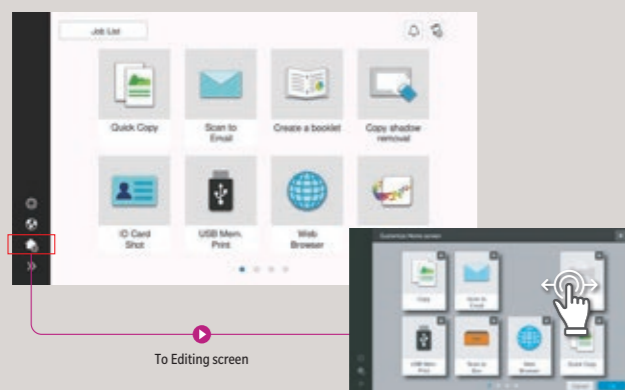 Job List
Quick Copy
Scan to
Email
Create a booklet
Copy shadow
removal
ID Card
Shot
USB Mem.
Print
Web
Browser
To Editing screen
Customize Home screen
Copy
Scan to
Email
USB Mem.
Print
Scan to
Box
Web
Browser
Quick Copy
Cancel